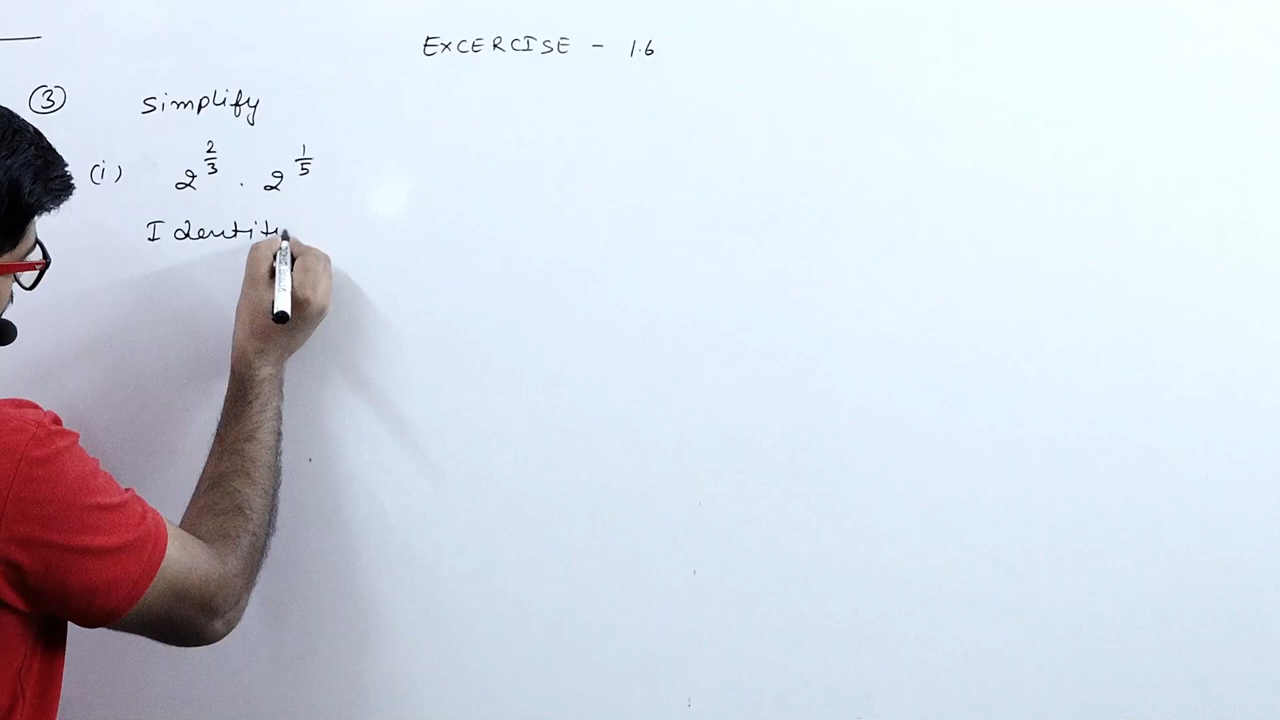 EXCERCISE - 1.6
③ Simplify
(i) 2^{2/3} · 2^{1/5}
Identit